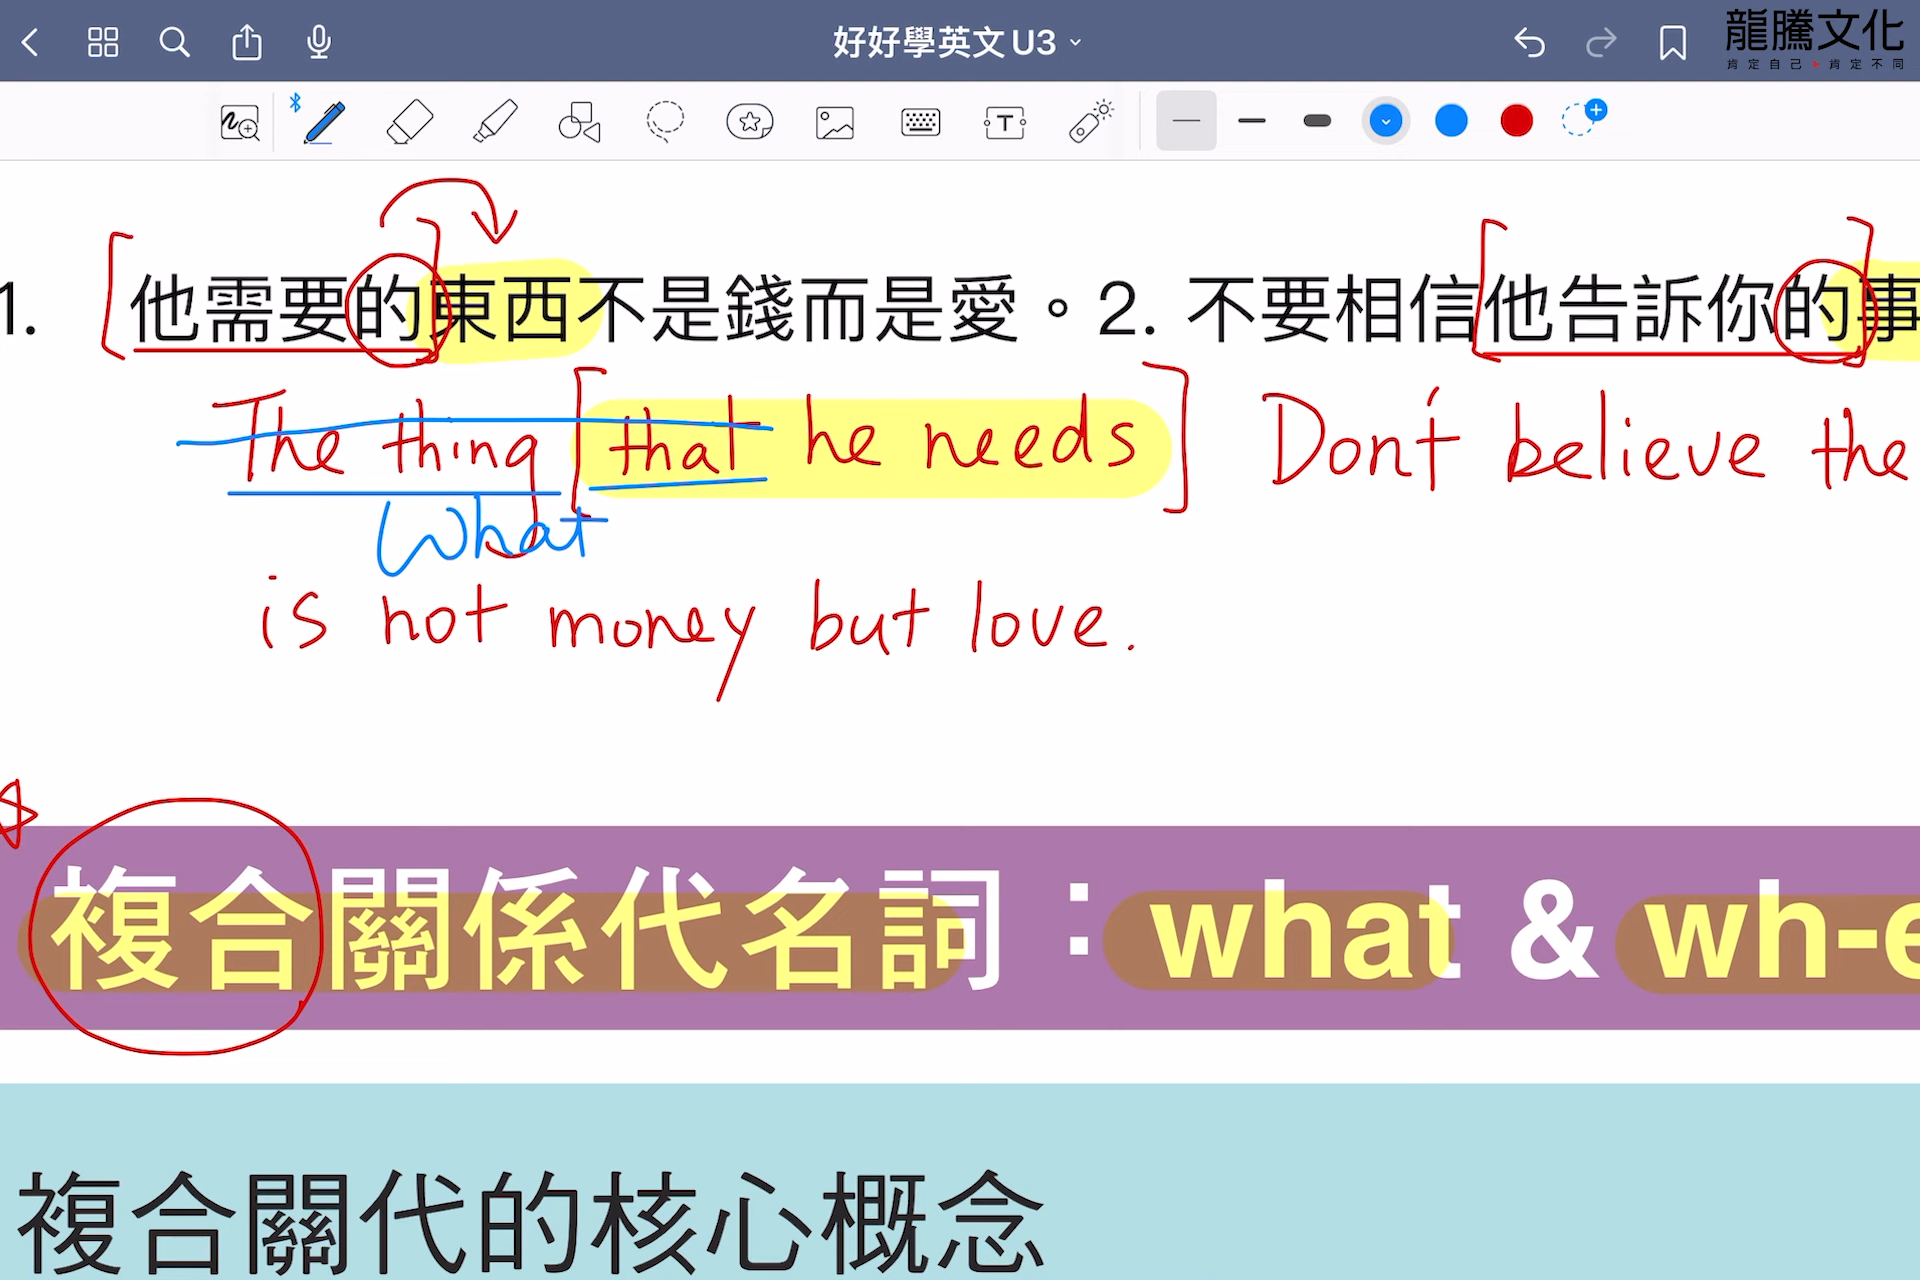 好好學英文U3
龍騰文化
肯定自己 肯定不同
1. 他需要的東西不是錢而是愛。2. 不要相信他告訴你的事
The thing that he needs
Don't believe the
What
is not money but love.
複合關係代名詞：what & wh-e
複合關代的核心概念